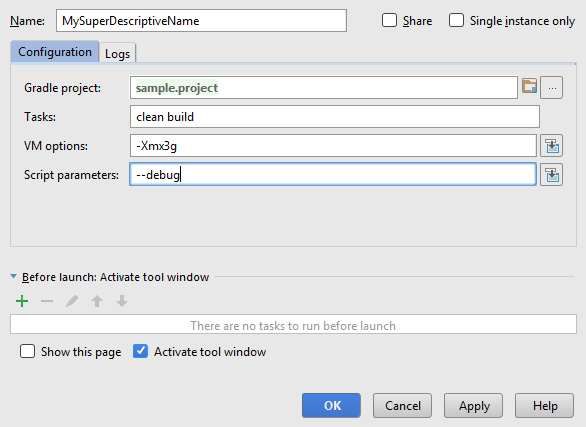 Name: MySuperDescriptiveName Share Single instance only
Configuration Logs
Gradle project: sample.project ...
Tasks: clean build
VM options: -Xmx3g
Script parameters: --debug
Before launch: Activate tool window
There are no tasks to run before launch
Show this page Activate tool window
OK Cancel Apply Help